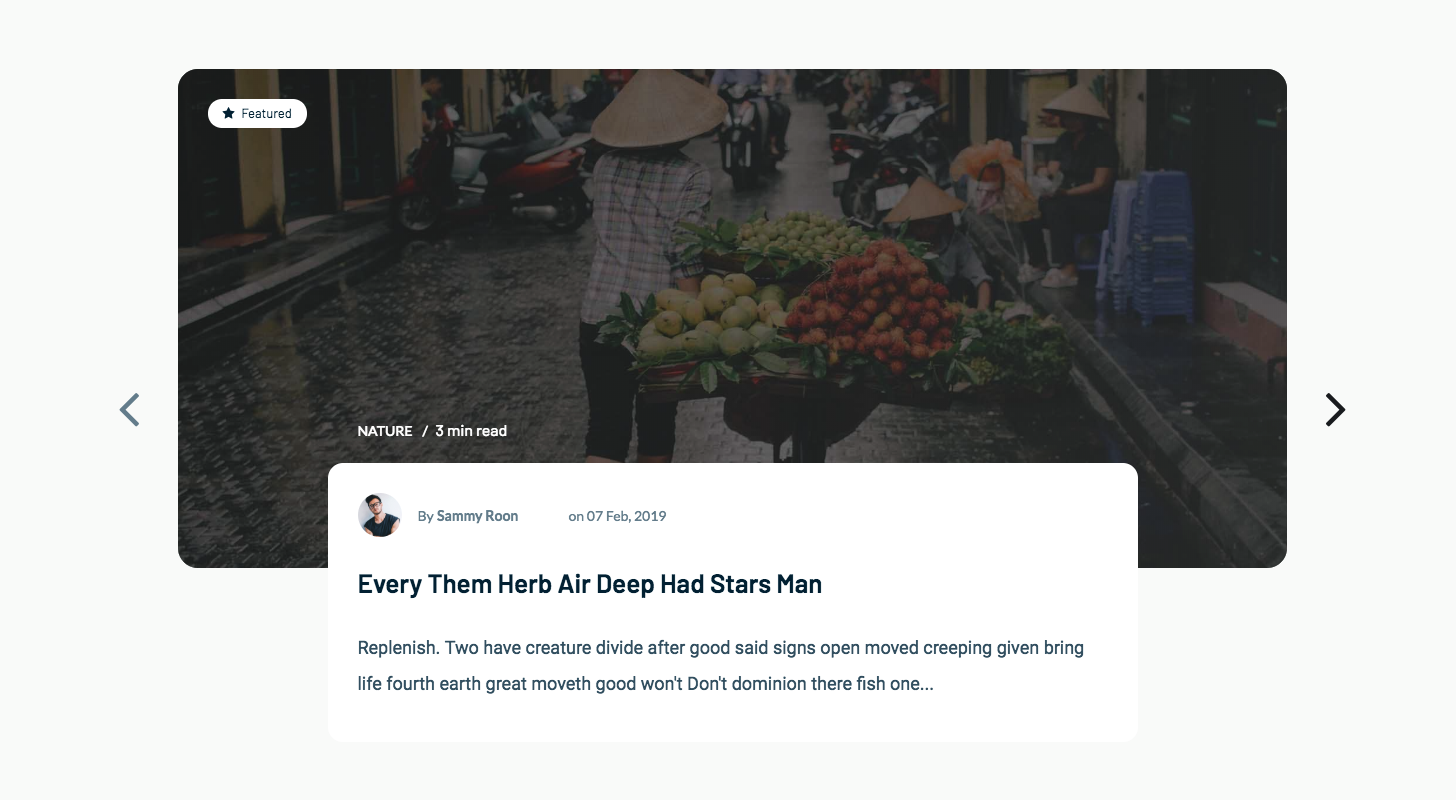 Featured
NATURE / 3 min read
By Sammy Roon on 07 Feb, 2019
Every Them Herb Air Deep Had Stars Man
Replenish. Two have creature divide after good said signs open moved creeping given bring
life fourth earth great moveth good won't Don't dominion there fish one...